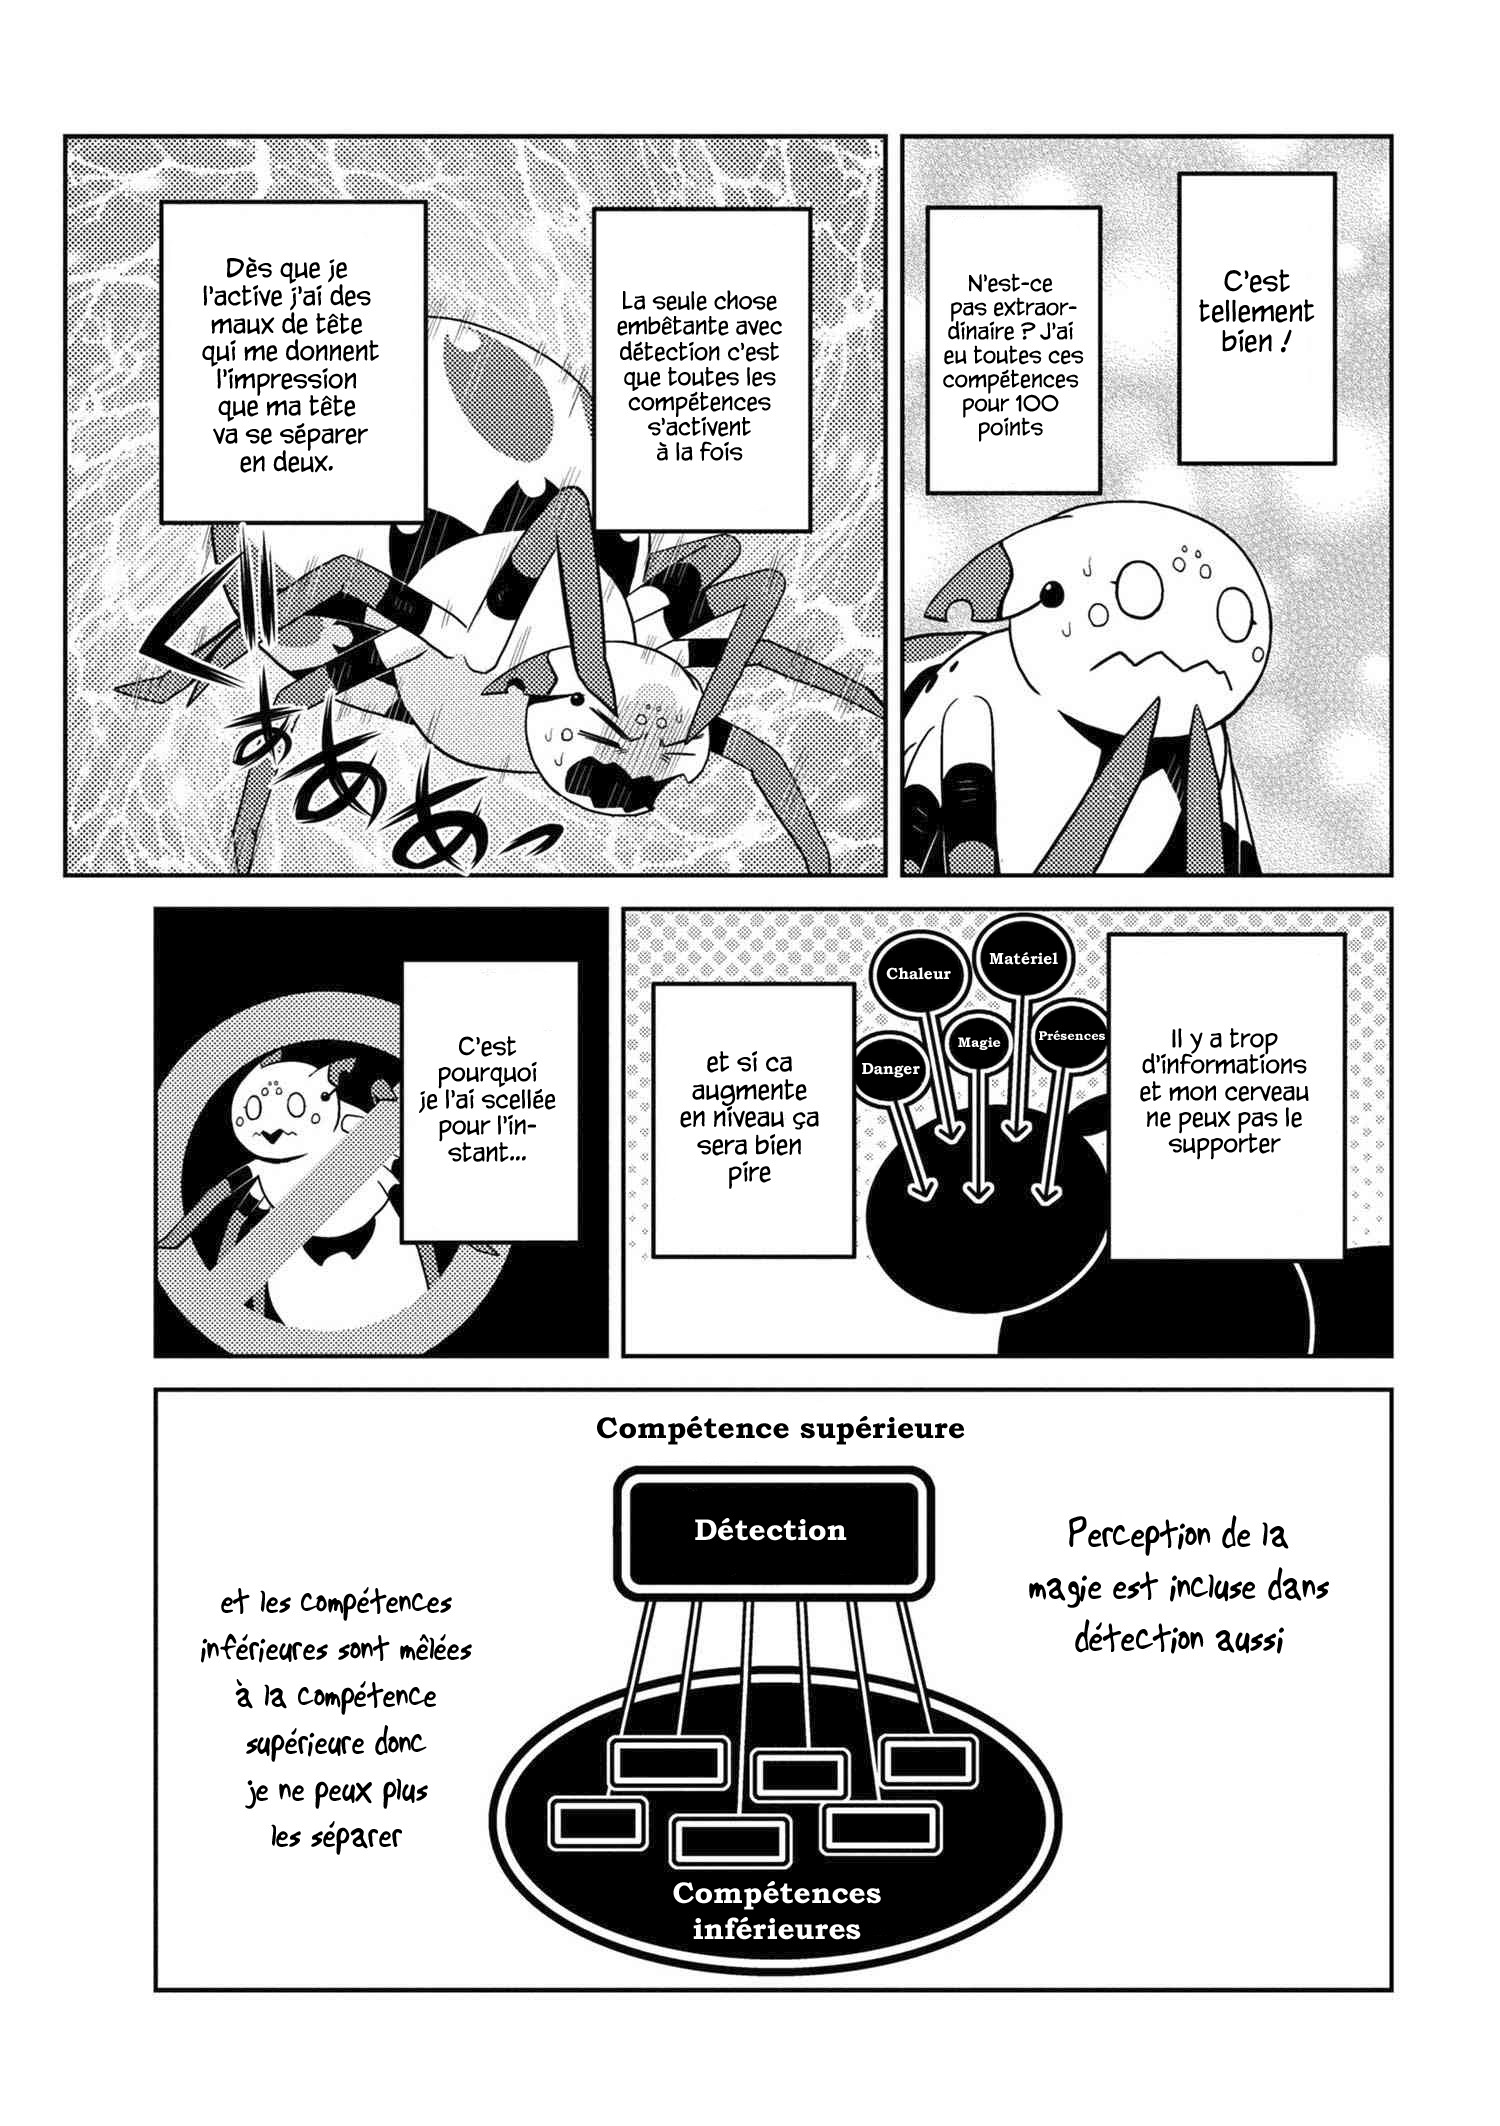 C'est
tellement
bien !
N'est-ce
pas extraor-
dinaire ? J'ai
eu toutes ces
compétences
pour 100
points
La seule chose
embêtante avec
détection c'est
que toutes les
compétences
s'activent
à la fois
Dès que je
l'active j'ai des
maux de tête
qui me donnent
l'impression
que ma tête
va se séparer
en deux.
ああああっ
Il y a trop
d'informations
et mon cerveau
ne peux pas le
supporter
Matériel
Chaleur
Présences
Magie
Danger
et si ca
augmente
en niveau ça
sera bien
pire
C'est
pourquoi
je l'ai scellée
pour l'in-
stant...
Compétence supérieure
Détection
Perception de la
magie est incluse dans
détection aussi
et les compétences
inférieures sont mêlées
à la compétence
supérieure donc
je ne peux plus
les séparer
Compétences
inférieures